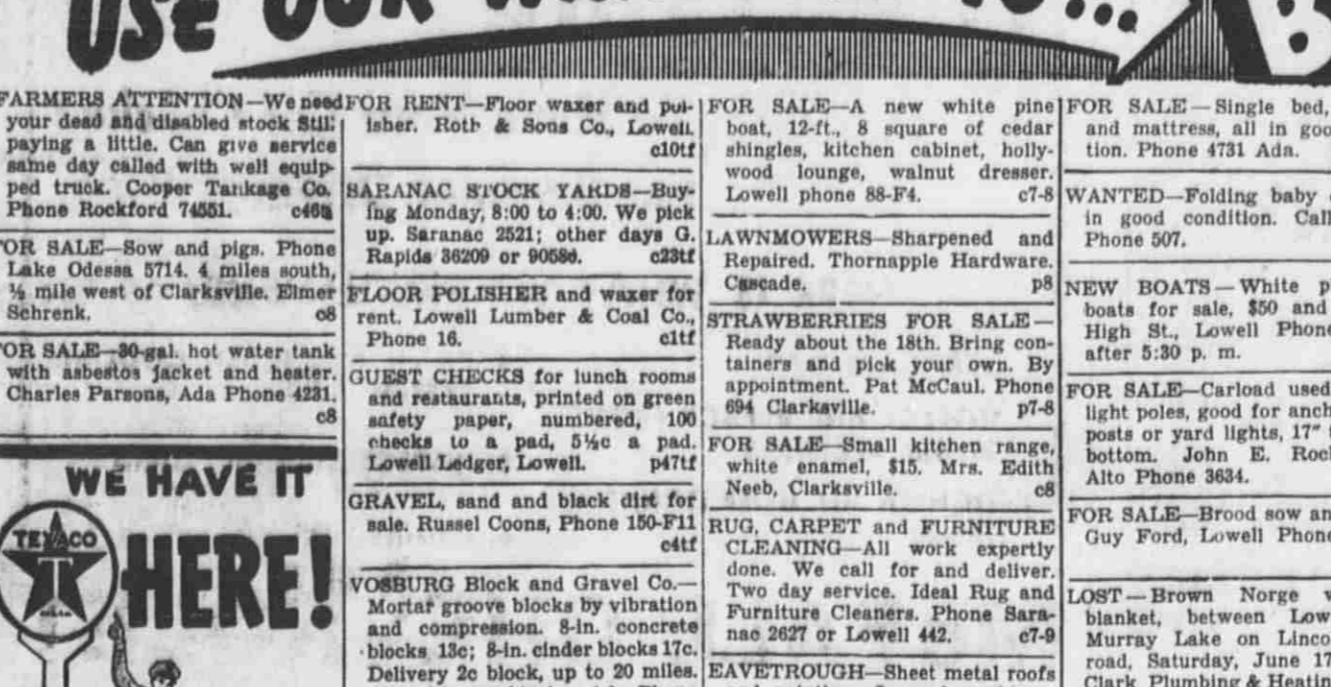 USE OUR
FARMERS ATTENTION—We need
your dead and disabled stock Still
paying a little. Can give service
same day called with well equip-
ped truck. Cooper Tankage Co.
Phone Rockford 74551.
FOR SALE—Sow and pigs. Phone
Lake Odessa 5714. 4 miles south,
½ mile west of Clarksville. Elmer
Schrenk. c8
FOR SALE—30-gal. hot water tank
with asbestos jacket and heater.
Charles Parsons, Ada Phone 4231.
c8
WE HAVE IT
HERE!
TEXACO
FOR RENT—Floor waxer and pol-
isher. Roth & Sons Co., Lowell.
c10tf
SARANAC STOCK YARDS—Buy-
ing Monday, 8:00 to 4:00. We pick
up. Saranac 2521; other days G.
Rapids 36209 or 90586. c23tf
FLOOR POLISHER and waxer for
rent. Lowell Lumber & Coal Co.,
Phone 16. c1tf
GUEST CHECKS for lunch rooms
and restaurants, printed on green
safety paper, numbered, 100
checks to a pad, 5½c a pad.
Lowell Ledger, Lowell. p47tf
GRAVEL, sand and black dirt for
sale. Russel Coons, Phone 150-F11
c4tf
VOSBURG Block and Gravel Co.—
Mortar groove blocks by vibration
and compression. 8-in. concrete
blocks 13c; 8-in. cinder blocks 17c.
Delivery 2c block, up to 20 miles.
FOR SALE—A new white pine
boat, 12-ft., 8 square of cedar
shingles, kitchen cabinet, holly-
wood lounge, walnut dresser.
Lowell phone 88-F4. c7-8
LAWNMOWERS—Sharpened and
Repaired. Thornapple Hardware.
Cascade. p8
STRAWBERRIES FOR SALE—
Ready about the 18th. Bring con-
tainers and pick your own. By
appointment. Pat McCaul. Phone
694 Clarksville. p7-8
FOR SALE—Small kitchen range,
white enamel, $15. Mrs. Edith
Neeb, Clarksville. c8
RUG, CARPET and FURNITURE
CLEANING—All work expertly
done. We call for and deliver.
Two day service. Ideal Rug and
Furniture Cleaners. Phone Sara-
nac 2627 or Lowell 442. c7-9
EAVETROUGH—Sheet metal roofs
FOR SALE—Single bed,
and mattress, all in goo
tion. Phone 4731 Ada.
WANTED—Folding baby
in good condition. Call
Phone 507.
NEW BOATS—White p
boats for sale, $50 and
High St., Lowell Phone
after 5:30 p. m.
FOR SALE—Carload used
light poles, good for anch
posts or yard lights, 17"
bottom. John E. Roc
Alto Phone 3634.
FOR SALE—Brood sow an
Guy Ford, Lowell Phone
LOST—Brown Norge w
blanket, between Low
Murray Lake on Linco
road, Saturday, June 17
Clark Plumbing & Heatin